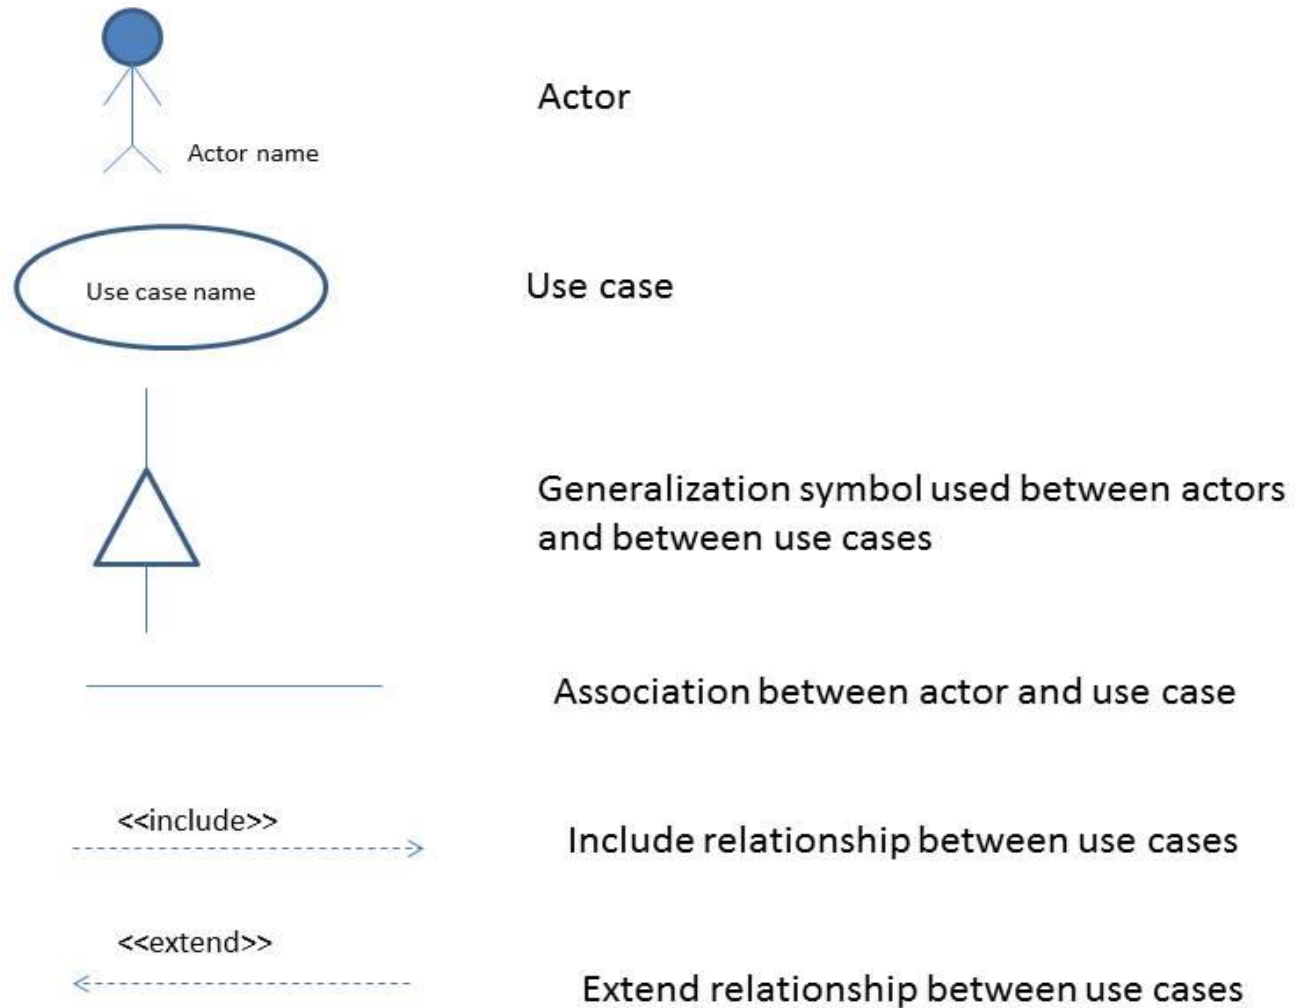 Actor
Actor name
Use case name
Use case
Generalization symbol used between actors
and between use cases
Association between actor and use case
<<include>>
Include relationship between use cases
<<extend>>
Extend relationship between use cases